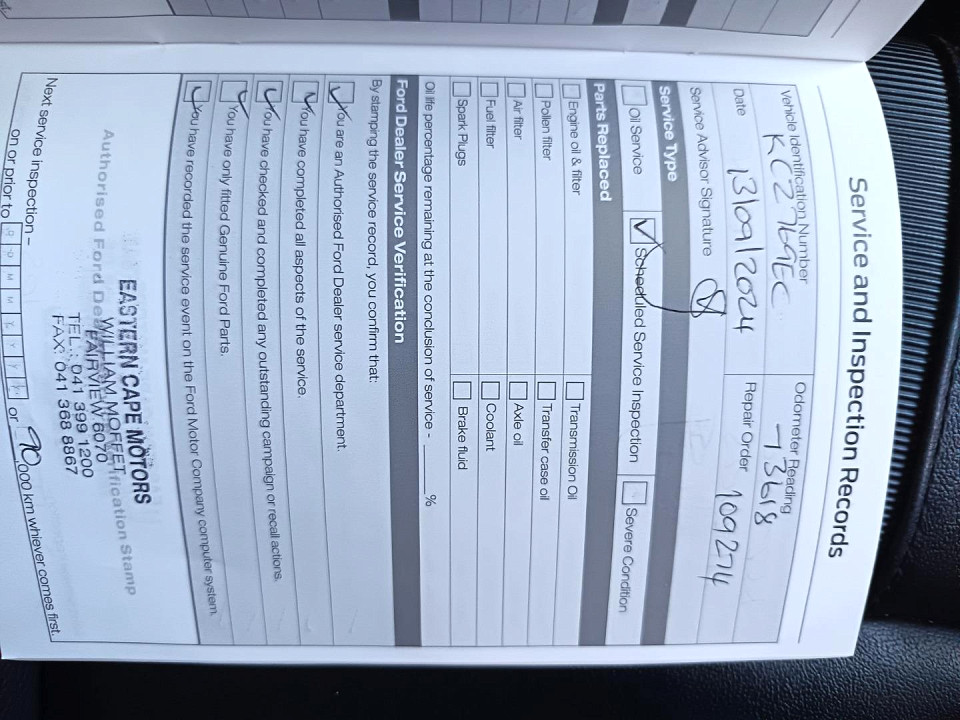 Service and Inspection Records
Vehicle Identification Number
KCZ769EC
Odometer Reading
73618
Date 13/09/2024
Repair Order 109274
Service Advisor Signature
Service Type
Oil Service
Scheduled Service Inspection
Severe Condition
Parts Replaced
Engine oil & filter
Transmission Oil
Pollen filter
Transfer case oil
Air filter
Axle oil
Fuel filter
Coolant
Spark Plugs
Brake fluid
Oil life percentage remaining at the conclusion of service - ______%
Ford Dealer Service Verification
By stamping the service record, you confirm that:
You are an Authorised Ford Dealer service department.
You have completed all aspects of the service.
You have checked and completed any outstanding campaign or recall actions.
You have only fitted Genuine Ford Parts.
You have recorded the service event on the Ford Motor Company computer system.
EASTERN CAPE MOTORS
Authorised Ford Dealer Verification Stamp
WILLIAM MOFFET
FAIRVIEW 6070
TEL.: 041 399 1200
FAX: 041 368 8867
Next service inspection –
on or prior to D D M M Y Y Y Y or 90 000 km whiever comes first.